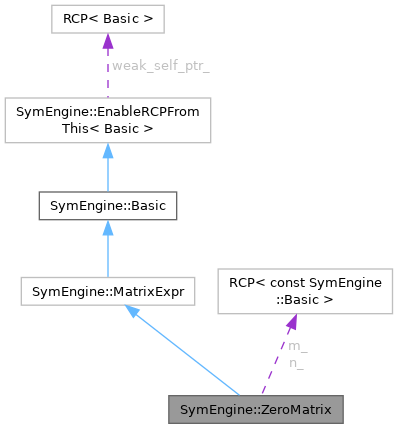 RCP< Basic >
weak_self_ptr_
SymEngine::EnableRCPFrom
This< Basic >
SymEngine::Basic
RCP< const SymEngine
::Basic >
SymEngine::MatrixExpr
m_
n_
SymEngine::ZeroMatrix